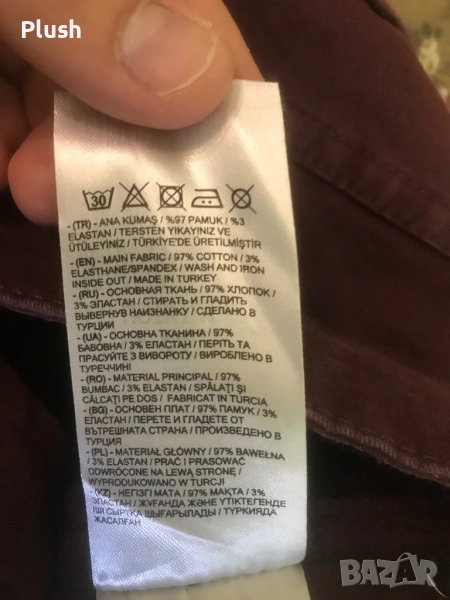 Plush
30
- (TR) - ANA KUMAŞ / %97 PAMUK / %3
ELASTAN / TERSTEN YIKAYINIZ VE
ÜTÜLEYİNİZ / TÜRKİYE'DE ÜRETİLMİŞTİR
- (EN) - MAIN FABRIC / 97% COTTON / 3%
ELASTHANE/SPANDEX / WASH AND IRON
INSIDE OUT / MADE IN TURKEY
- (RU) - ОСНОВНАЯ ТКАНЬ / 97% ХЛОПОК /
3% ЭЛАСТАН / СТИРАТЬ И ГЛАДИТЬ
ВЫВЕРНУВ НАИЗНАНКУ / СДЕЛАНО В
ТУРЦИИ
- (UA) - ОСНОВНА ТКАНИНА / 97%
БАВОВНА / 3% ЕЛАСТАН / ПЕРІТЬ ТА
ПРАСУЙТЕ З ВИВОРОТУ / ВИРОБЛЕНО В
ТУРЕЧЧИНІ
- (RO) - MATERIAL PRINCIPAL / 97%
BUMBAC / 3% ELASTAN / SPĂLAŢI ŞI
CĂLCAŢI PE DOS / FABRICAT IN TURCIA
- (BG) - ОСНОВЕН ПЛАТ / 97% ПАМУК / 3%
ЕЛАСТАН / ПЕРЕТЕ И ГЛАДЕТЕ ОТ
ВЪТРЕШНАТА СТРАНА / ПРОИЗВЕДЕНО В
ТУРЦИЯ
- (PL) - MATERIAŁ GŁÓWNY / 97% BAWEŁNA
/ 3% ELASTAN / PRAĆ I PRASOWAĆ
ODWRÓCONE NA LEWĄ STRONĘ /
WYPRODUKOWANO W TURCJI
- (KZ) - НЕГІЗГІ МАТА / 97% МАҚТА / 3%
ЭЛАСТАН / ЖУҒАНДА ЖӘНЕ ҮТІКТЕГЕНДЕ
ІШІ СЫРТҚА ШЫҒАРЫЛАДЫ / ТҮРКИЯДА
ЖАСАЛҒАН
BAZAR